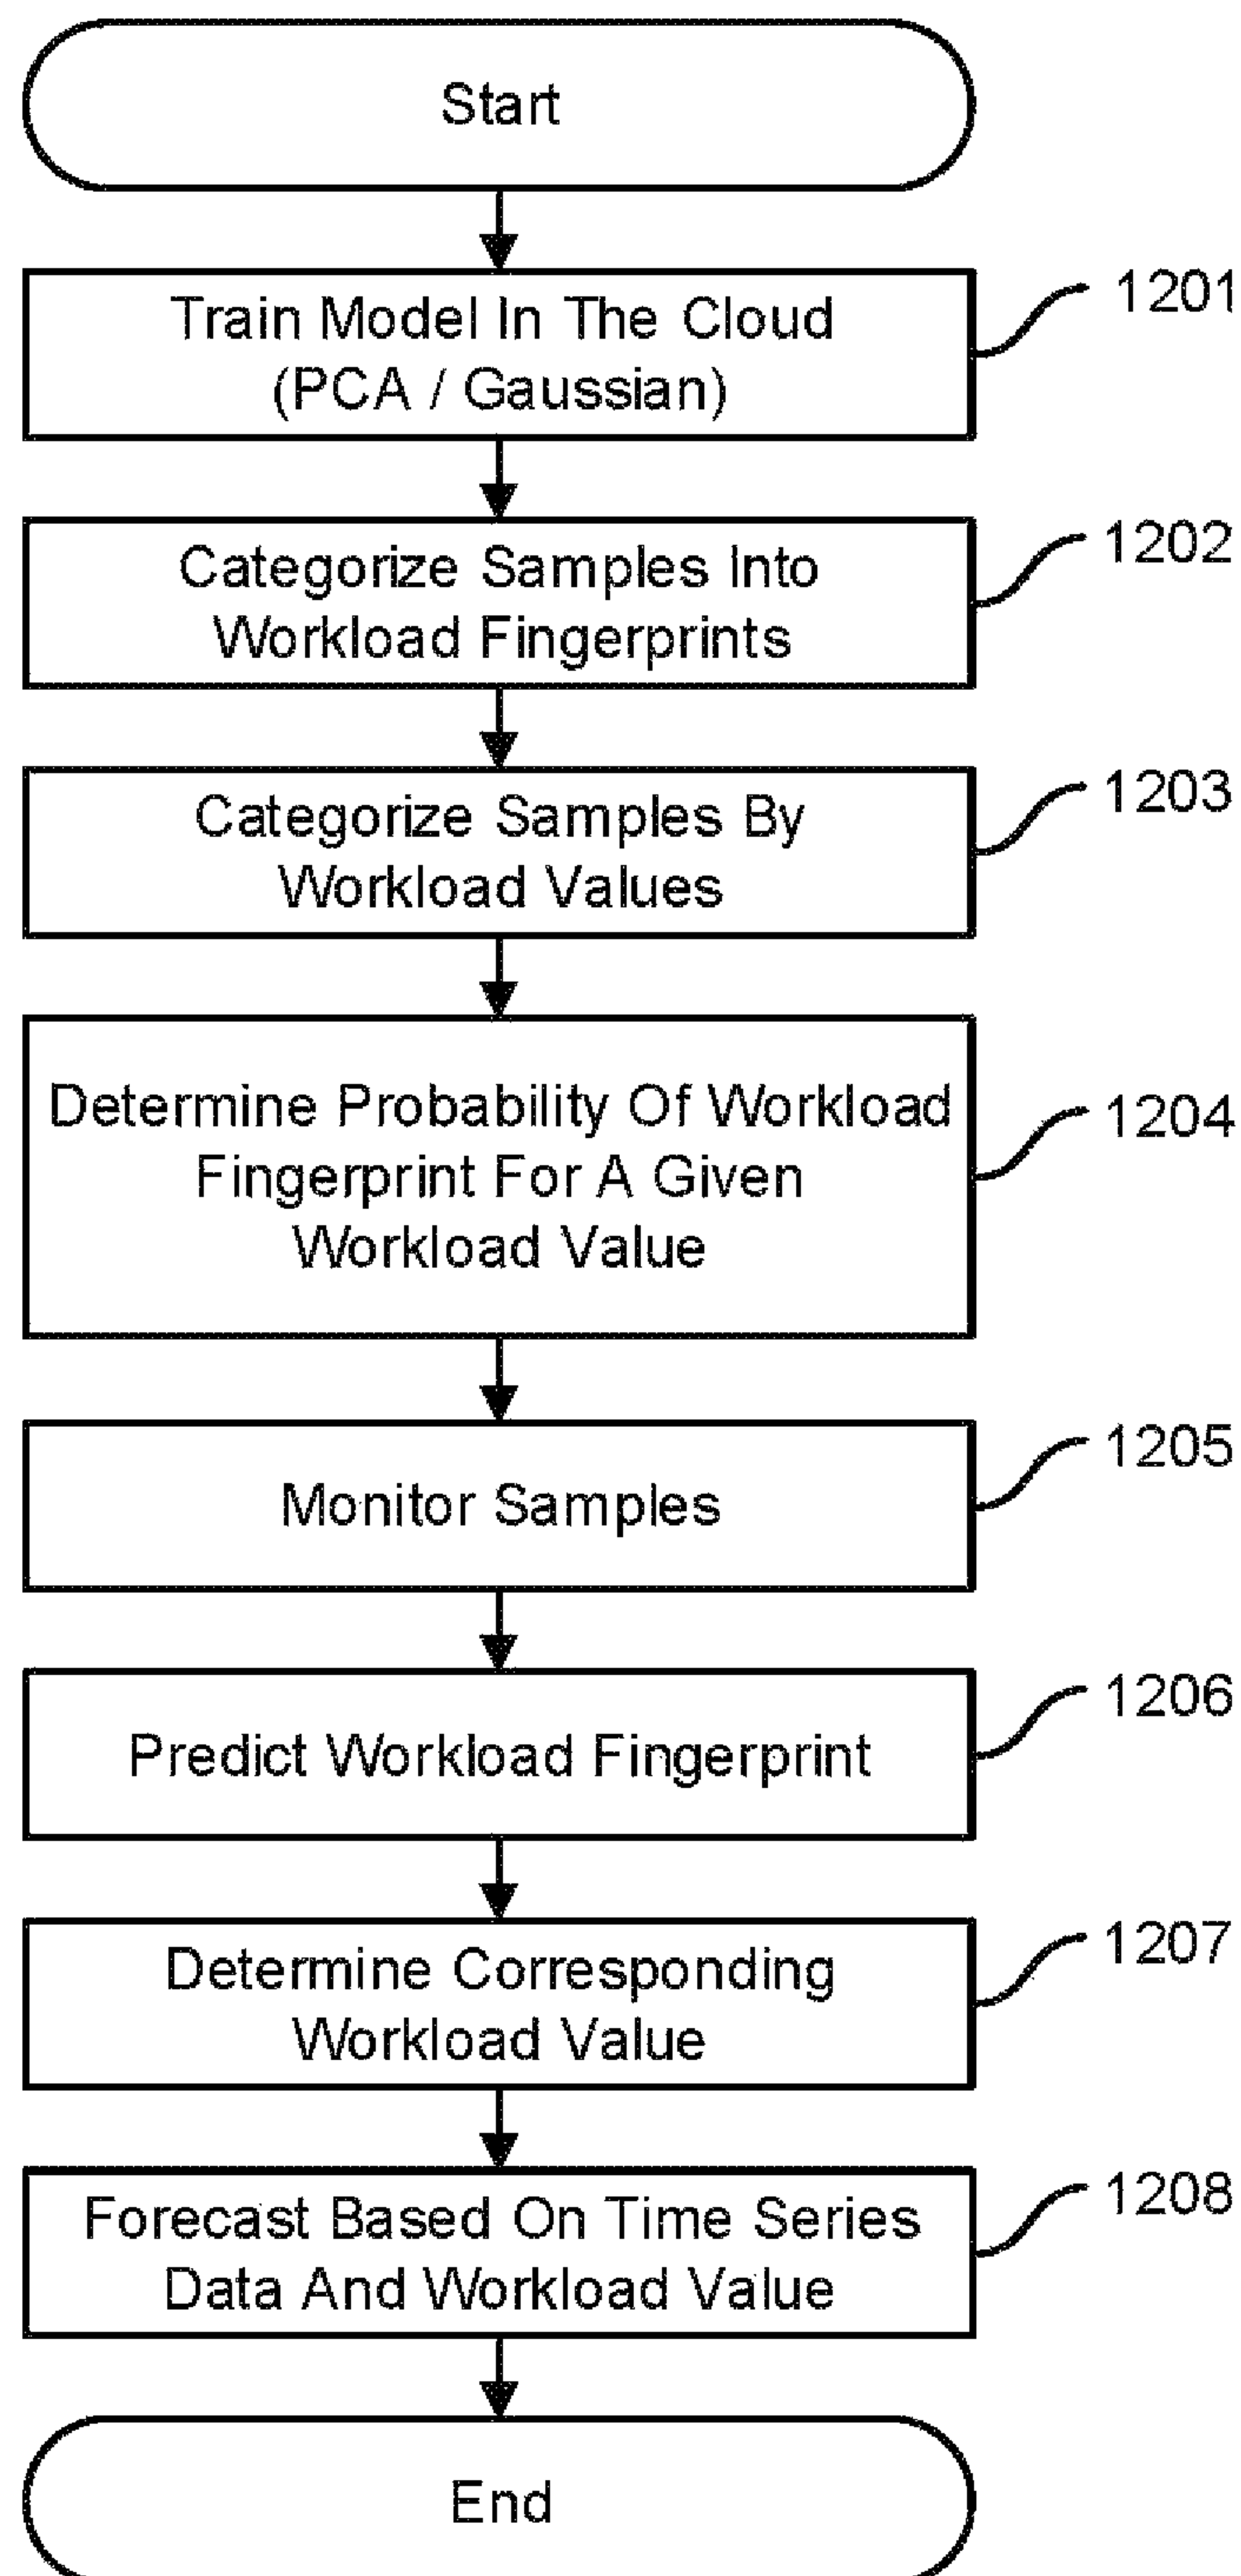 Start
Train Model In The Cloud
(PCA / Gaussian)
1201
Categorize Samples Into
Workload Fingerprints
1202
Categorize Samples By
Workload Values
1203
Determine Probability Of Workload
Fingerprint For A Given
Workload Value
1204
Monitor Samples
1205
Predict Workload Fingerprint
1206
Determine Corresponding
Workload Value
1207
Forecast Based On Time Series
Data And Workload Value
1208
End